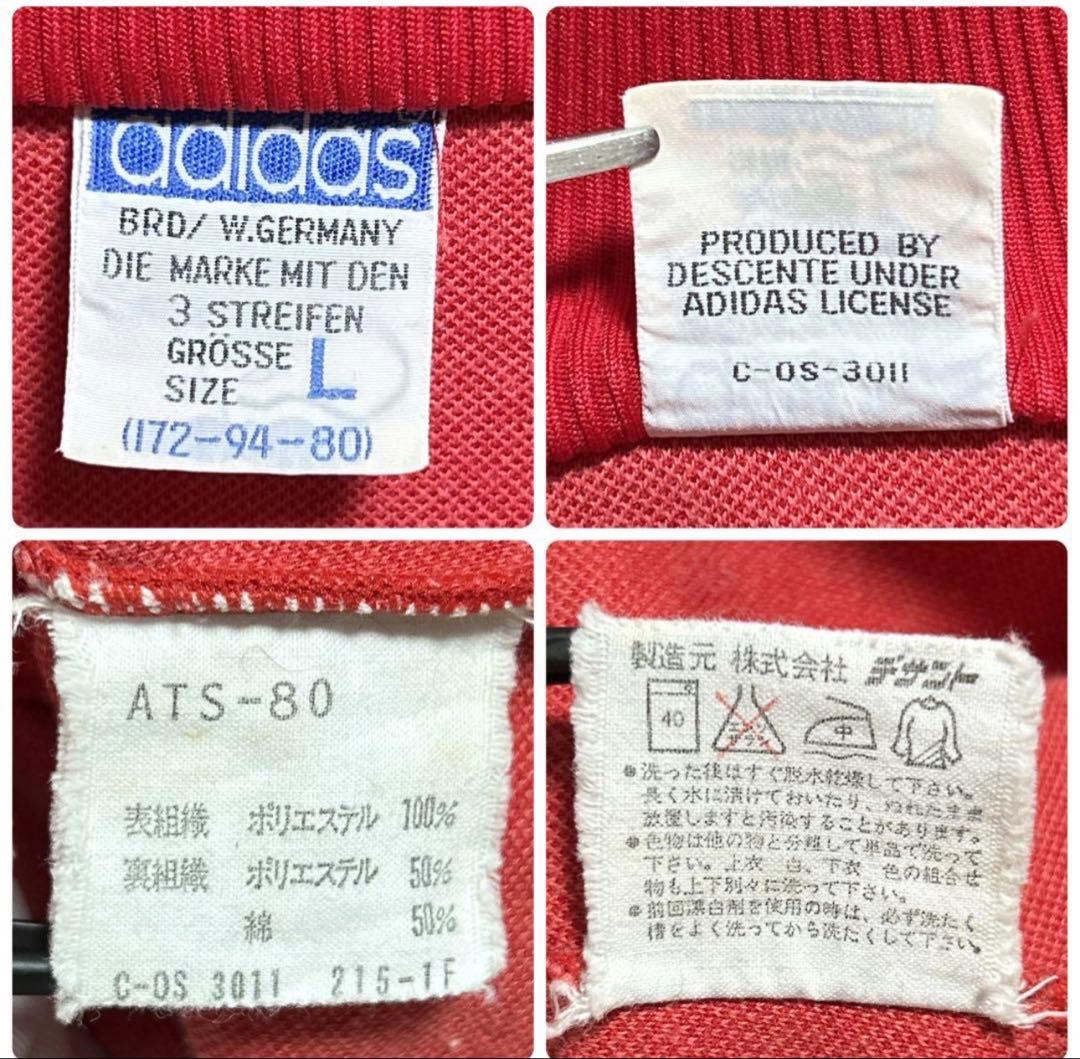 adidas
BRD/ W.GERMANY
DIE MARKE MIT DEN
3 STREIFEN
GRÖSSE L
SIZE
(172-94-80)
PRODUCED BY
DESCENTE UNDER
ADIDAS LICENSE
C-OS-3011
ATS-80
表組織 ポリエステル 100%
裏組織 ポリエステル 50%
綿 50%
C-OS 3011 215-1F
製造元 株式会社 デサント
40 エンソサラシ 中
●洗った後はすぐ脱水乾燥して下さい。
長く水に漬けておいたり、ぬれたまま
放置しますと汚染することがあります。
●色物は他の物と分離して単品で洗って
下さい。上衣 白、下衣 色の組合せ
物も上下別々に洗って下さい。
●前回漂白剤を使用の時は、必ず洗たく
槽をよく洗ってから洗たくして下さい。